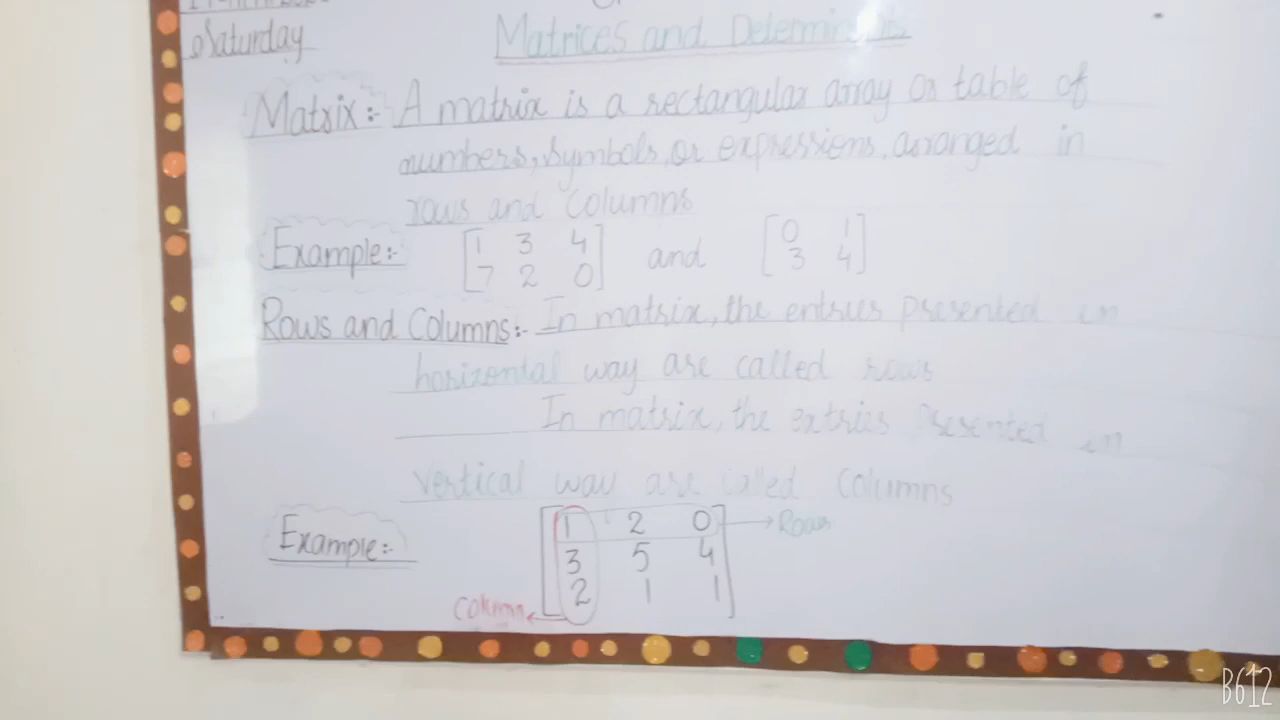 Saturday
Matrices and Determinants
Matrix:- A matrix is a rectangular array or table of
numbers, symbols, or expressions, arranged in
rows and columns
Example:- [1 3 4 and [0 1
7 2 0] 3 4]
Rows and Columns:- In matrix, the entries presented in
horizontal way are called rows
In matrix, the extries presented in
vertical way are called columns
Example:- [1 2 0] → Rows
3 5 4
2 1 1
Column ←
B612